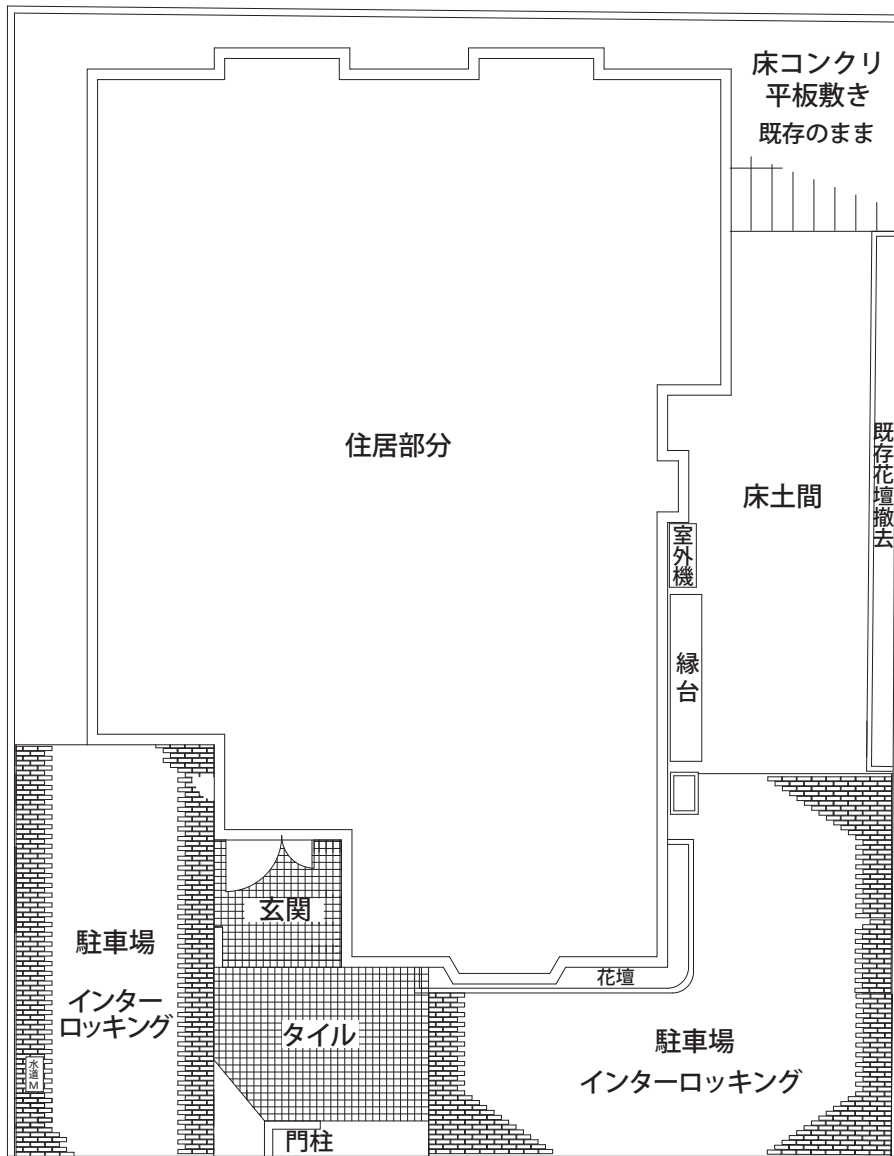 床コンクリ
平板敷き
既存のまま
住居部分
既存花壇撤去
床土間
室外機
縁台
玄関
花壇
駐車場
インター
ロッキング
タイル
駐車場
インターロッキング
水道M
門柱